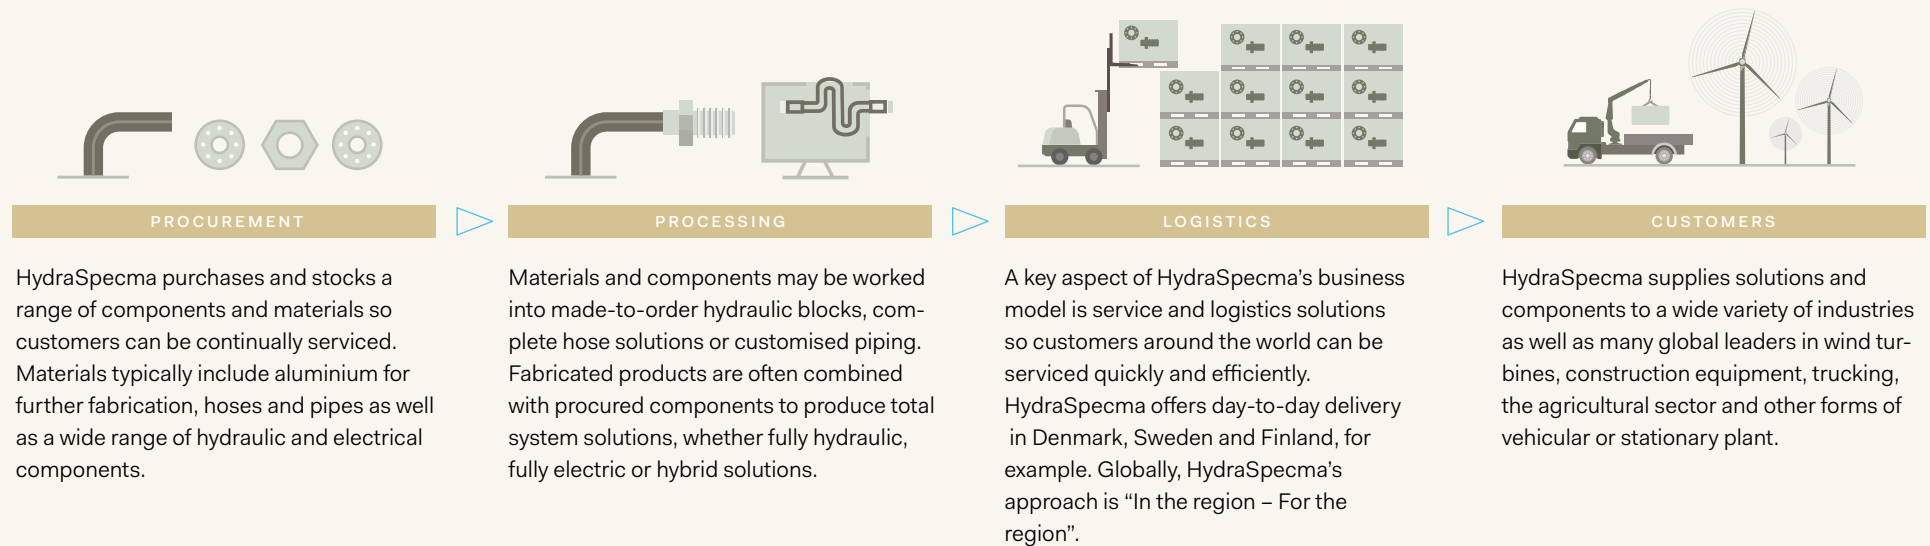 PROCUREMENT
HydraSpecma purchases and stocks a
range of components and materials so
customers can be continually serviced.
Materials typically include aluminium for
further fabrication, hoses and pipes as well
as a wide range of hydraulic and electrical
components.
PROCESSING
Materials and components may be worked
into made-to-order hydraulic blocks, com-
plete hose solutions or customised piping.
Fabricated products are often combined
with procured components to produce total
system solutions, whether fully hydraulic,
fully electric or hybrid solutions.
LOGISTICS
A key aspect of HydraSpecma’s business
model is service and logistics solutions
so customers around the world can be
serviced quickly and efficiently.
HydraSpecma offers day-to-day delivery
in Denmark, Sweden and Finland, for
example. Globally, HydraSpecma’s
approach is “In the region – For the
region”.
CUSTOMERS
HydraSpecma supplies solutions and
components to a wide variety of industries
as well as many global leaders in wind tur-
bines, construction equipment, trucking,
the agricultural sector and other forms of
vehicular or stationary plant.